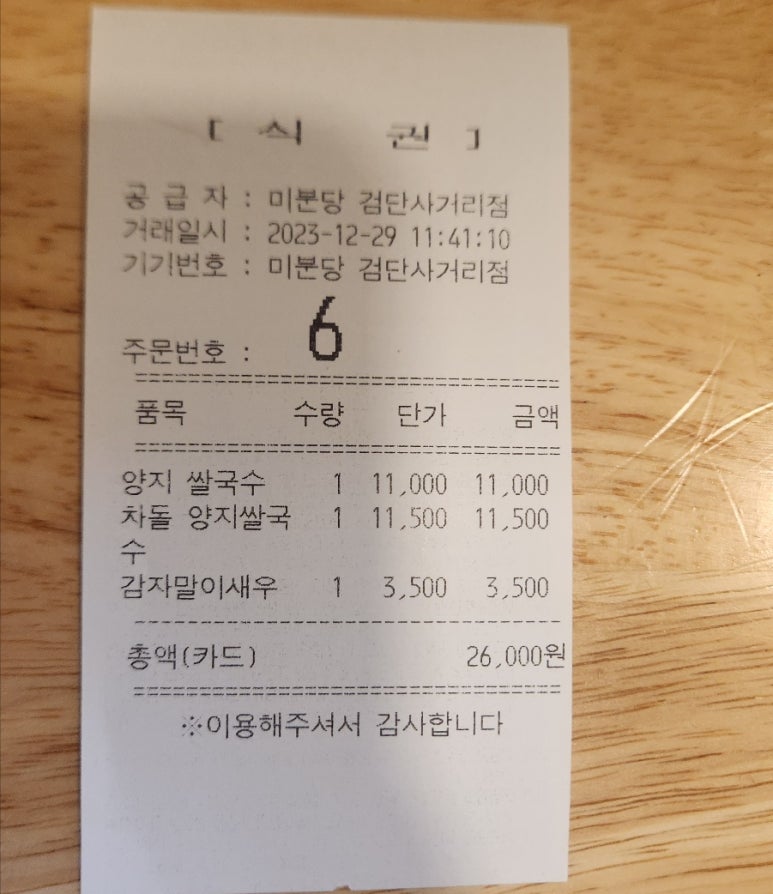 [ 식 권 ]
공 급 자 : 미분당 검단사거리점
거래일시 : 2023-12-29 11:41:10
기기번호 : 미분당 검단사거리점
주문번호 : 6
품목 수량 단가 금액
양지 쌀국수 1 11,000 11,000
차돌 양지쌀국 1 11,500 11,500
수
감자말이새우 1 3,500 3,500
총액(카드) 26,000원
※이용해주셔서 감사합니다